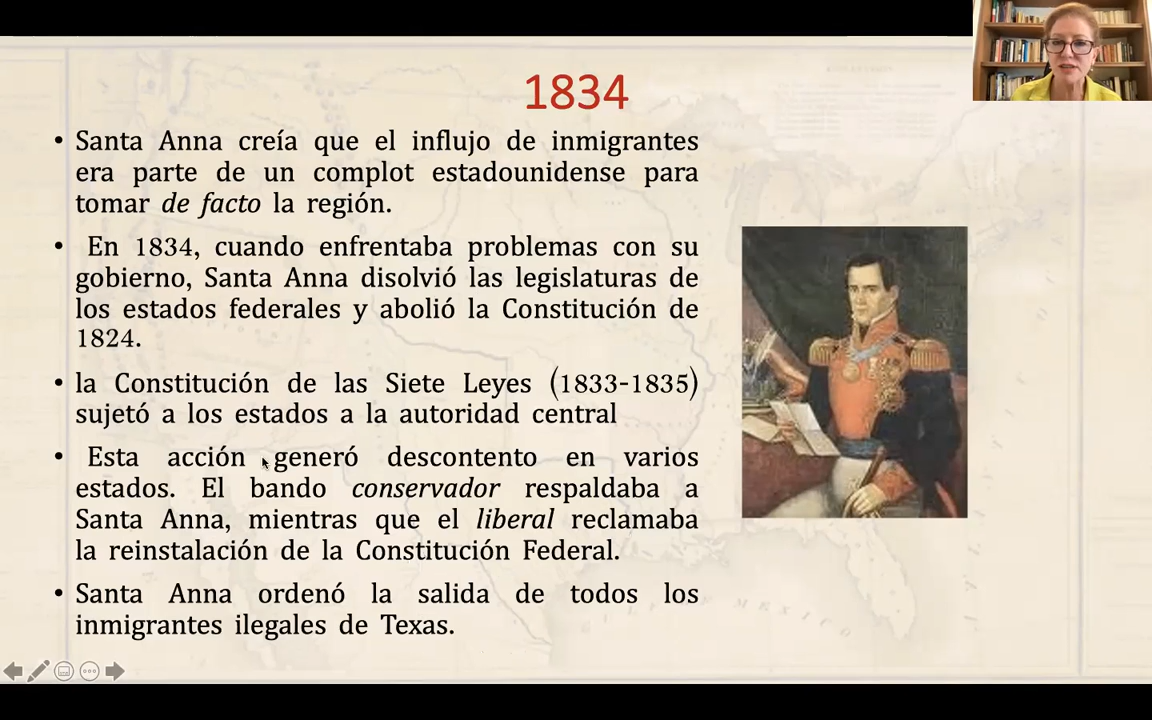 1834
• Santa Anna creía que el influjo de inmigrantes
era parte de un complot estadounidense para
tomar de facto la región.
• En 1834, cuando enfrentaba problemas con su
gobierno, Santa Anna disolvió las legislaturas de
los estados federales y abolió la Constitución de
1824.
• la Constitución de las Siete Leyes (1833-1835)
sujetó a los estados a la autoridad central
• Esta acción generó descontento en varios
estados. El bando conservador respaldaba a
Santa Anna, mientras que el liberal reclamaba
la reinstalación de la Constitución Federal.
• Santa Anna ordenó la salida de todos los
inmigrantes ilegales de Texas.